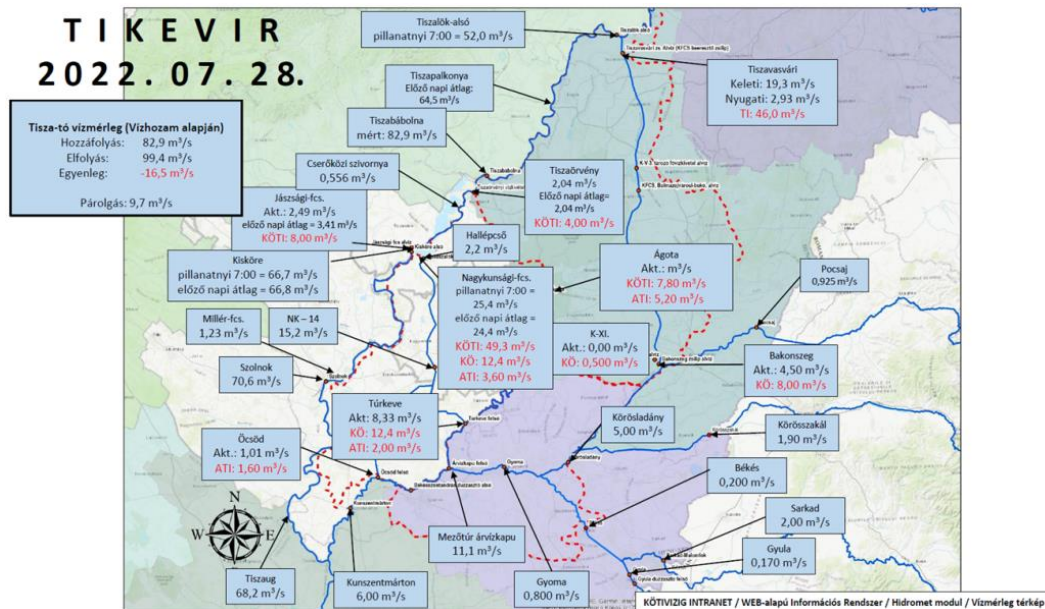 TIKEVIR
2022. 07. 28.
Tisza-tó vízmérleg (Vízhozam alapján)
Hozzáfolyás: 82,9 m³/s
Elfolyás: 99,4 m³/s
Egyenleg: -16,5 m³/s
Párolgás: 9,7 m³/s
Tiszalök-alsó
pillanatnyi 7:00 = 52,0 m³/s
Tiszavasvári
Keleti: 19,3 m³/s
Nyugati: 2,93 m³/s
TI: 46,0 m³/s
Tiszapalkonya
Előző napi átlag:
64,5 m³/s
Tiszabábolna
mért: 82,9 m³/s
Cserőközi szivornya
0,556 m³/s
Tiszaörvény
2,04 m³/s
Előző napi átlag=
2,04 m³/s
KÖTI: 4,00 m³/s
Jászsági-fcs.
Akt.: 2,49 m³/s
előző napi átlag = 3,41 m³/s
KÖTI: 8,00 m³/s
Hallépcső
2,2 m³/s
Kisköre
pillanatnyi 7:00 = 66,7 m³/s
előző napi átlag = 66,8 m³/s
Nagykunsági-fcs.
pillanatnyi 7:00 =
25,4 m³/s
előző napi átlag =
24,4 m³/s
KÖTI: 49,3 m³/s
KÖ: 12,4 m³/s
ATI: 3,60 m³/s
Ágota
Akt.: m³/s
KÖTI: 7,80 m³/s
ATI: 5,20 m³/s
Pocsaj
0,925 m³/s
Millér-fcs.
1,23 m³/s
NK – 14
15,2 m³/s
K-XI.
Akt.: 0,00 m³/s
KÖ: 0,500 m³/s
Bakonszeg
Akt.: 4,50 m³/s
KÖ: 8,00 m³/s
Szolnok
70,6 m³/s
Túrkeve
Akt: 8,33 m³/s
KÖ: 12,4 m³/s
ATI: 2,00 m³/s
Körösladány
5,00 m³/s
Körösszakál
1,90 m³/s
Öcsöd
Akt.: 1,01 m³/s
ATI: 1,60 m³/s
Békés
0,200 m³/s
Sarkad
2,00 m³/s
Mezőtúr árvízkapu
11,1 m³/s
Gyula
0,170 m³/s
Tiszaug
68,2 m³/s
Kunszentmárton
6,00 m³/s
Gyoma
0,800 m³/s
N
W E
S
Tiszabábolna
Kisköre alsó
Szolnok
Túrkeve felső
Árvízkapu felső
Gyoma
Kunszentmárton
KÖTIVIZIG INTRANET / WEB-alapú Információs Rendszer / Hidromet modul / Vízmérleg térkép